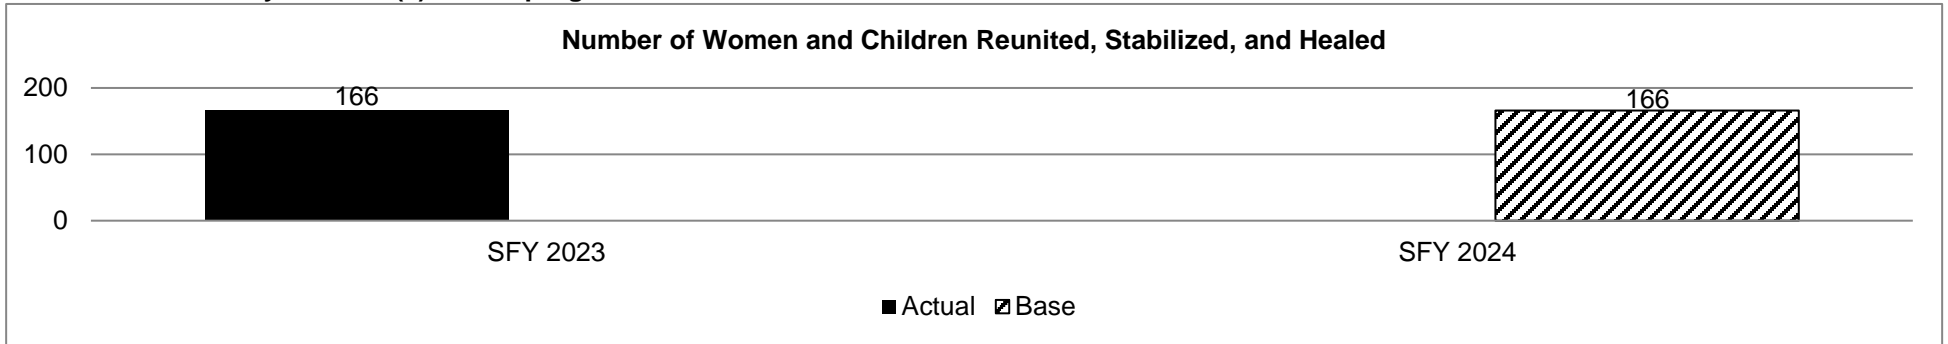 Number of Women and Children Reunited, Stabilized, and Healed
200
166
166
100
0
SFY 2023
SFY 2024
Actual
Base